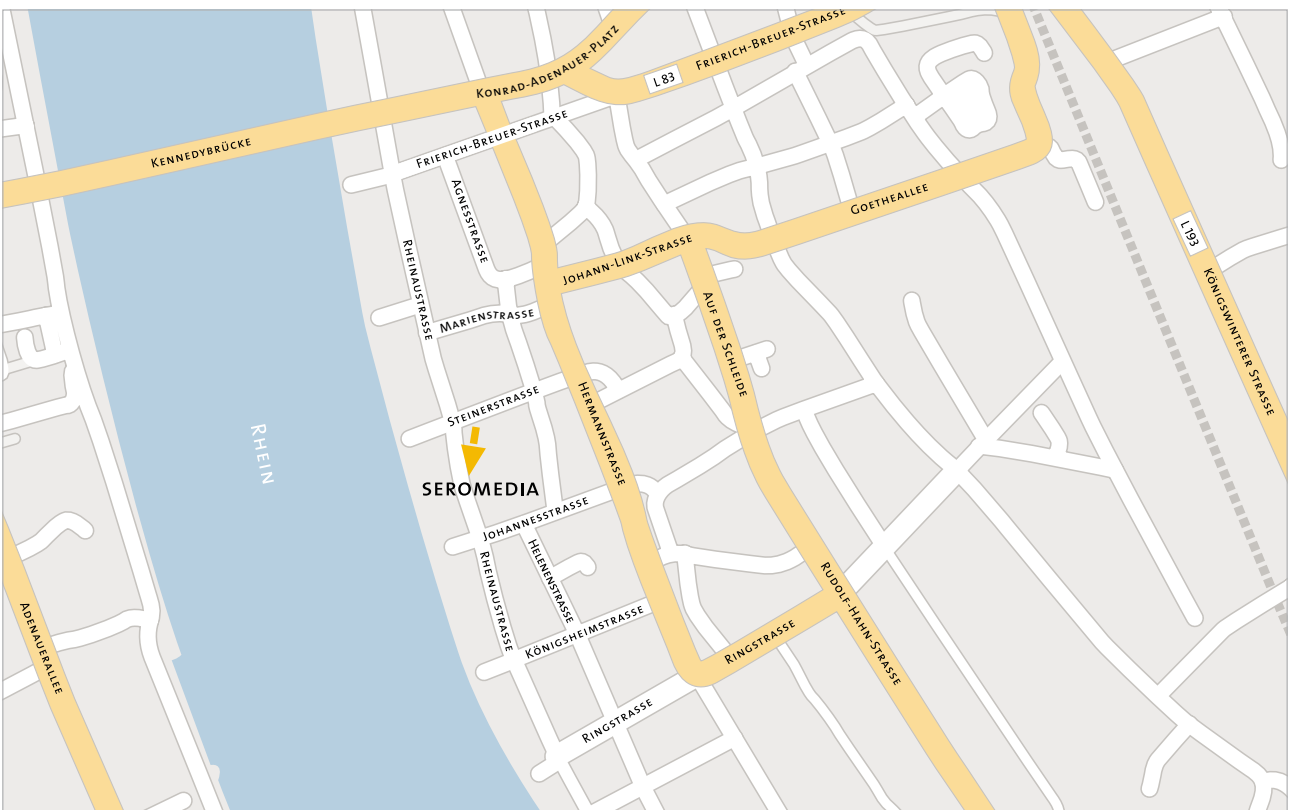 KONRAD-ADENAUER-PLATZ
FRIERICH-BREUER-STRASSE
L 83
KENNEDYBRÜCKE
FRIERICH-BREUER-STRASSE
AGNESSTRASSE
GOETHEALLEE
L 193
RHEINAUSTRASSE
JOHANN-LINK-STRASSE
KÖNIGSWINTERER STRASSE
MARIENSTRASSE
AUF DER SCHLEIDE
STEINERSTRASSE
HERMANNSTRASSE
RHEIN
SEROMEDIA
JOHANNESSTRASSE
RHEINAUSTRASSE
HELENENSTRASSE
RUDOLF-HAHN-STRASSE
ADENAUERALLEE
KÖNIGSHEIMSTRASSE
RINGSTRASSE
RINGSTRASSE